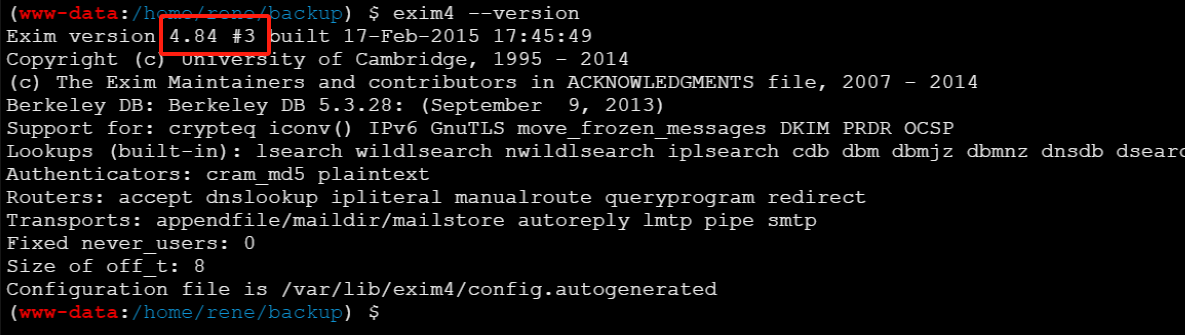 (www-data:/home/rene/backup) $ exim4 --version
Exim version 4.84 #3 built 17-Feb-2015 17:45:49
Copyright (c) University of Cambridge, 1995 - 2014
(c) The Exim Maintainers and contributors in ACKNOWLEDGMENTS file, 2007 - 2014
Berkeley DB: Berkeley DB 5.3.28: (September  9, 2013)
Support for: crypteq iconv() IPv6 GnuTLS move_frozen_messages DKIM PRDR OCSP
Lookups (built-in): lsearch wildlsearch nwildlsearch iplsearch cdb dbm dbmjz dbmnz dnsdb dsearc
Authenticators: cram_md5 plaintext
Routers: accept dnslookup ipliteral manualroute queryprogram redirect
Transports: appendfile/maildir/mailstore autoreply lmtp pipe smtp
Fixed never_users: 0
Size of off_t: 8
Configuration file is /var/lib/exim4/config.autogenerated
(www-data:/home/rene/backup) $